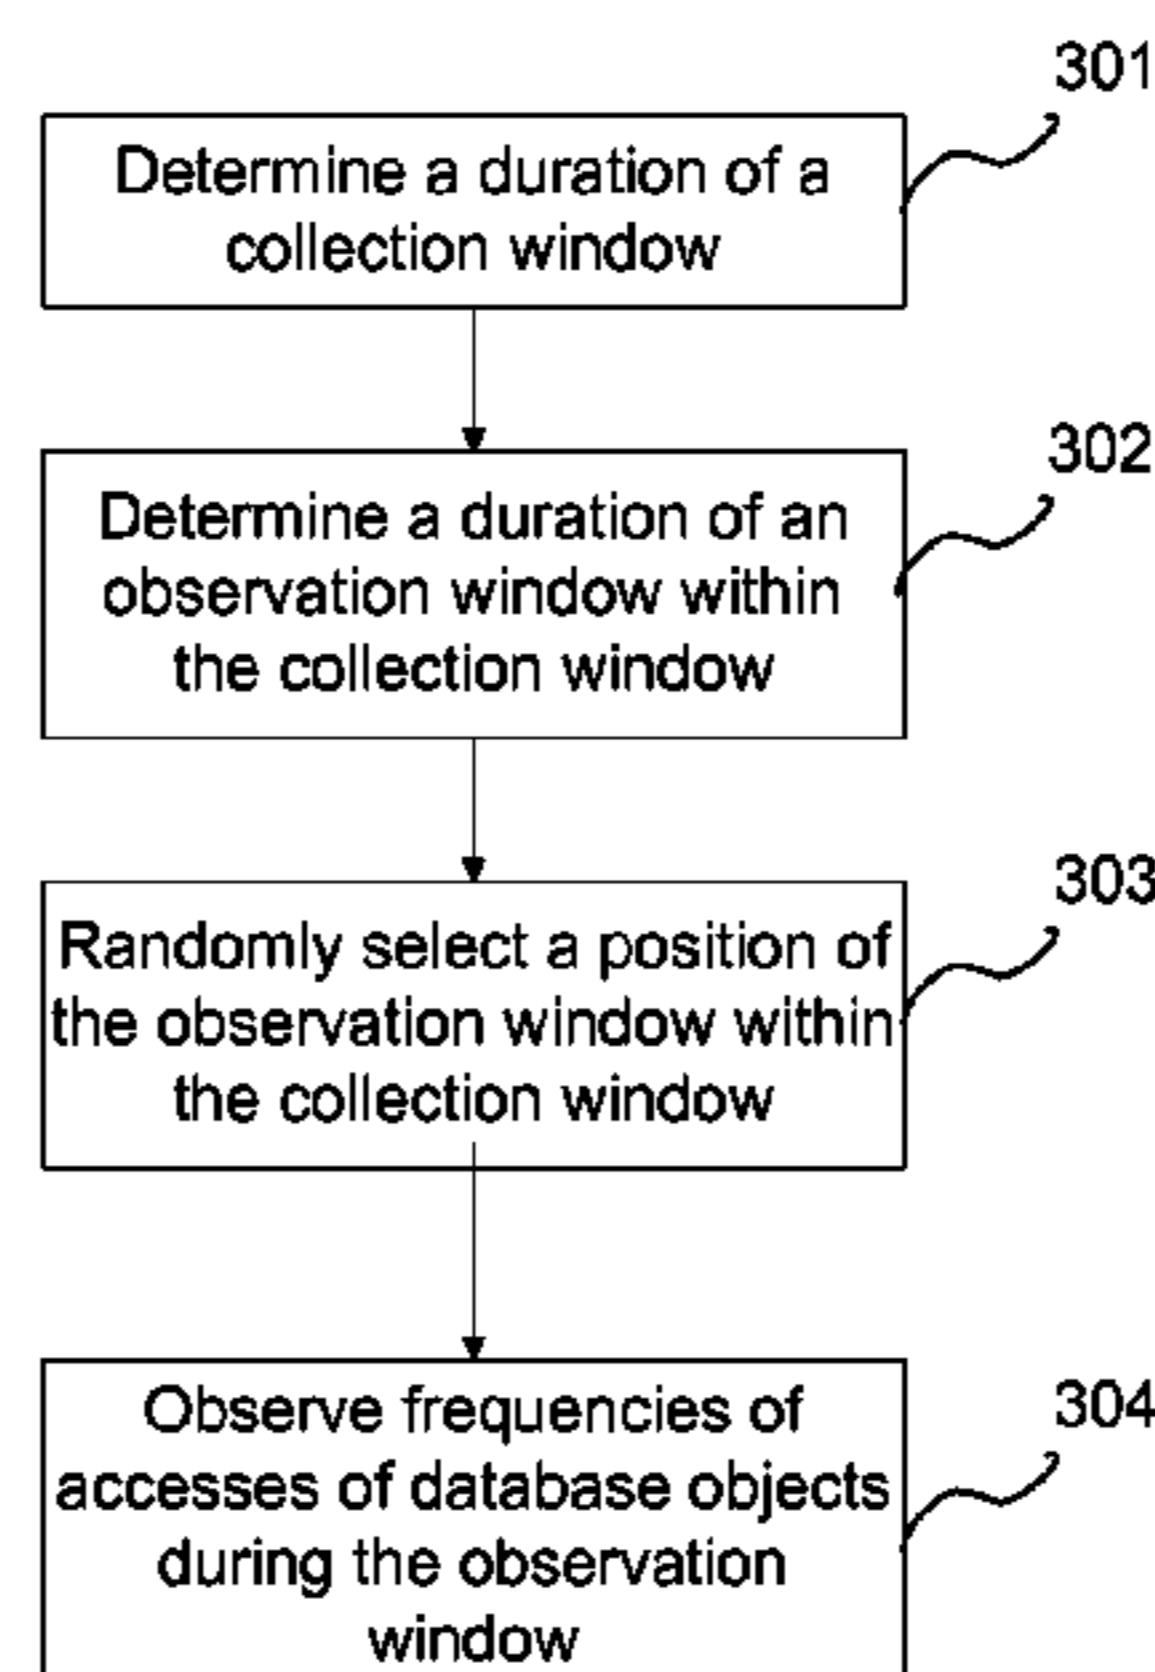 301
Determine a duration of a
collection window
302
Determine a duration of an
observation window within
the collection window
303
Randomly select a position of
the observation window within
the collection window
304
Observe frequencies of
accesses of database objects
during the observation
window